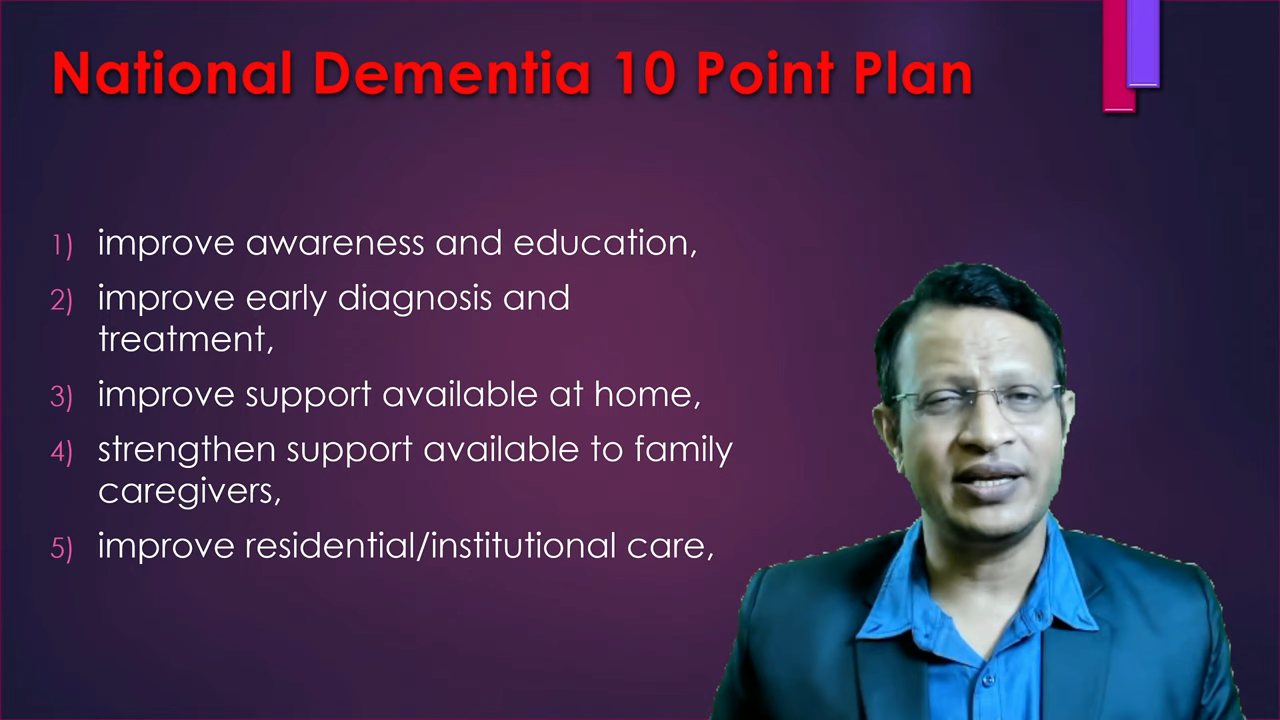 National Dementia 10 Point Plan
1) improve awareness and education,
2) improve early diagnosis and
treatment,
3) improve support available at home,
4) strengthen support available to family
caregivers,
5) improve residential/institutional care,